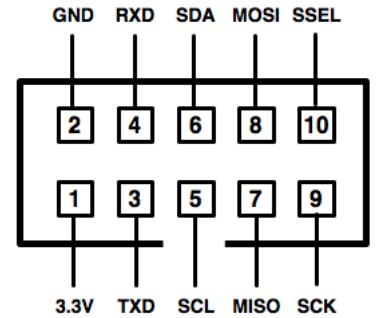 GND RXD SDA MOSI SSEL
2 4 6 8 10
1 3 5 7 9
3.3V TXD SCL MISO SCK